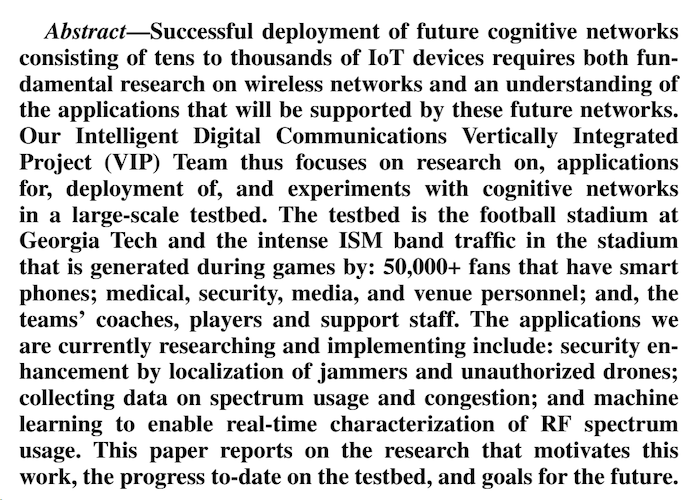 Abstract—Successful deployment of future cognitive networks
consisting of tens to thousands of IoT devices requires both fun-
damental research on wireless networks and an understanding of
the applications that will be supported by these future networks.
Our Intelligent Digital Communications Vertically Integrated
Project (VIP) Team thus focuses on research on, applications
for, deployment of, and experiments with cognitive networks
in a large-scale testbed. The testbed is the football stadium at
Georgia Tech and the intense ISM band traffic in the stadium
that is generated during games by: 50,000+ fans that have smart
phones; medical, security, media, and venue personnel; and, the
teams’ coaches, players and support staff. The applications we
are currently researching and implementing include: security en-
hancement by localization of jammers and unauthorized drones;
collecting data on spectrum usage and congestion; and machine
learning to enable real-time characterization of RF spectrum
usage. This paper reports on the research that motivates this
work, the progress to-date on the testbed, and goals for the future.